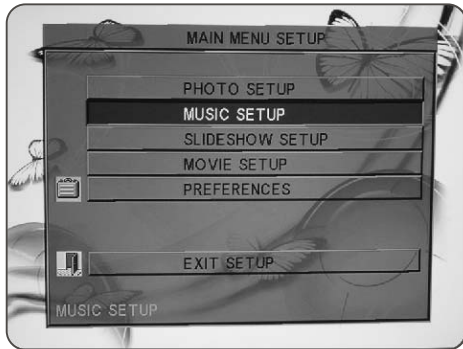 MAIN MENU SETUP
PHOTO SETUP
MUSIC SETUP
SLIDESHOW SETUP
MOVIE SETUP
PREFERENCES
EXIT SETUP
MUSIC SETUP